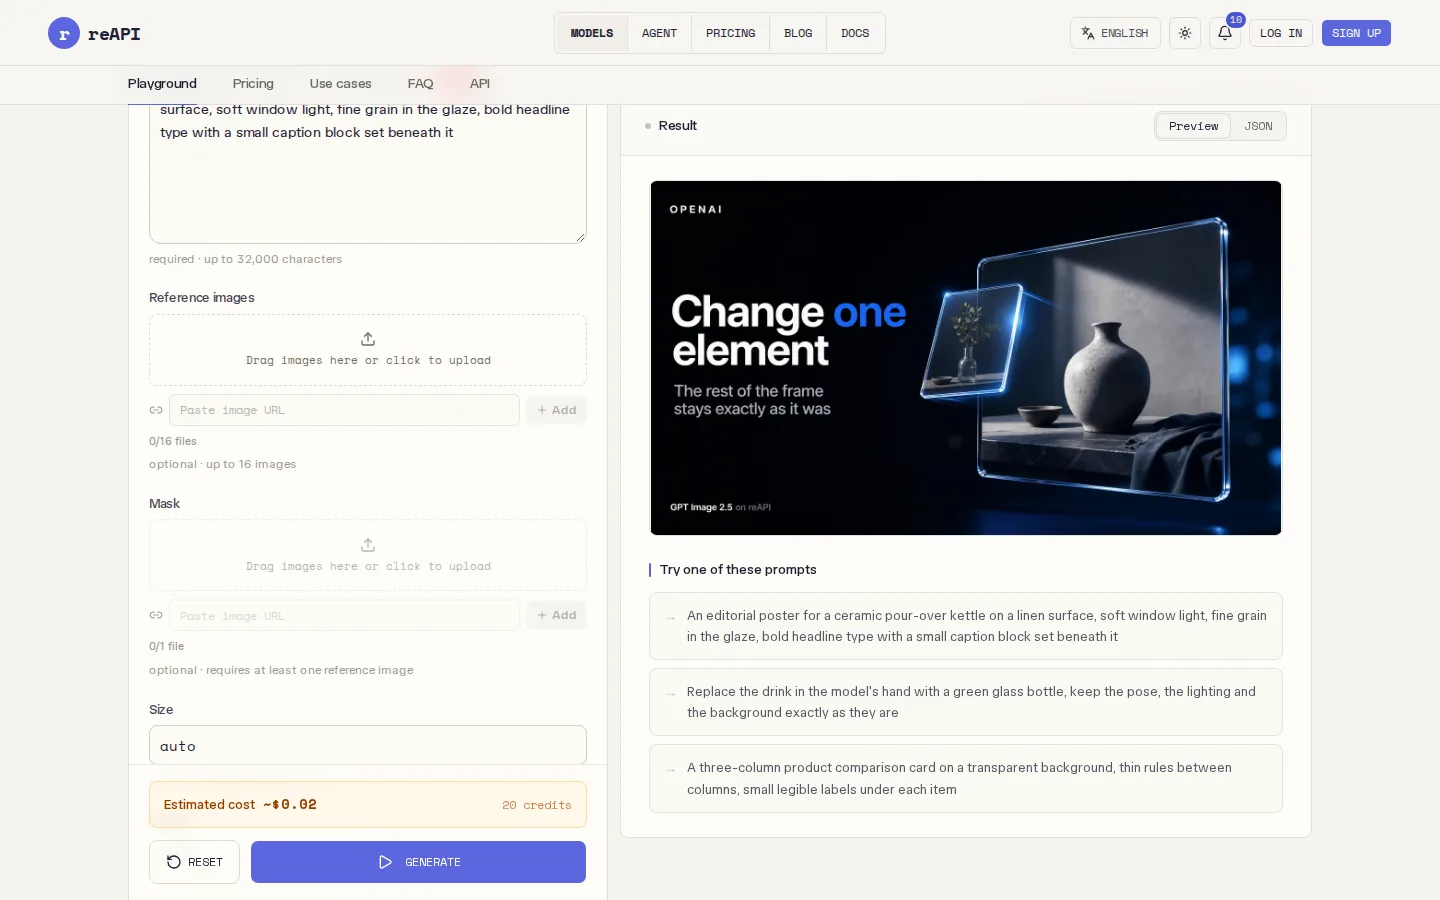 r reAPI
MODELS AGENT PRICING BLOG DOCS
ENGLISH
10
LOG IN
SIGN UP
Playground Pricing Use cases FAQ API
surface, soft window light, fine grain in the glaze, bold headline
type with a small caption block set beneath it
required · up to 32,000 characters
Reference images
Drag images here or click to upload
Paste image URL
+ Add
0/16 files
optional · up to 16 images
Mask
Drag images here or click to upload
Paste image URL
+ Add
0/1 file
optional · requires at least one reference image
Size
auto
Estimated cost ~$0.02
20 credits
RESET
GENERATE
Result
Preview JSON
OPENAI
Change one
element
The rest of the frame
stays exactly as it was
GPT Image 2.5 on reAPI
Try one of these prompts
→ An editorial poster for a ceramic pour-over kettle on a linen surface, soft window light, fine grain
in the glaze, bold headline type with a small caption block set beneath it
→ Replace the drink in the model's hand with a green glass bottle, keep the pose, the lighting and
the background exactly as they are
→ A three-column product comparison card on a transparent background, thin rules between
columns, small legible labels under each item